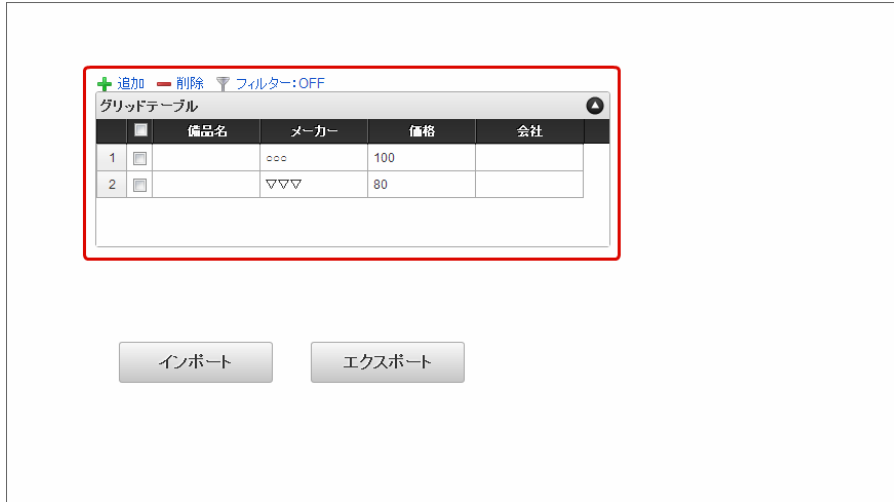 追加 削除 フィルター:OFF
グリッドテーブル
備品名 メーカー 価格 会社
1 ○○○ 100
2 ▽▽▽ 80
インポート エクスポート